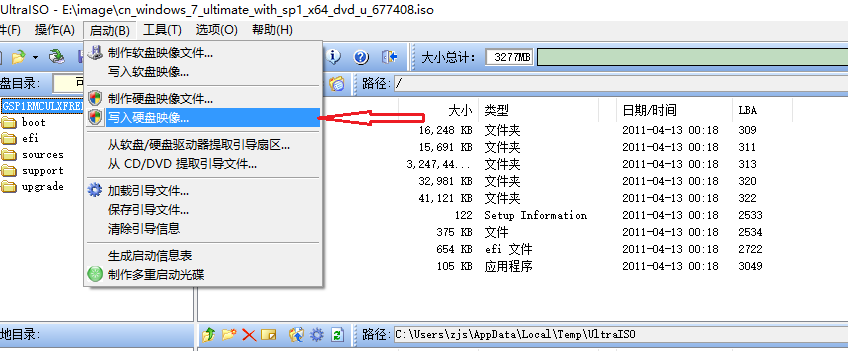 UltraISO - E:\image\cn_windows_7_ultimate_with_sp1_x64_dvd_u_677408.iso
(F) 操作(A) 启动(B) 工具(T) 选项(O) 帮助(H)
大小总计: 3277MB
制作软盘映像文件...
写入软盘映像...
制作硬盘映像文件...
写入硬盘映像...
从软盘/硬盘驱动器提取引导扇区...
从 CD/DVD 提取引导文件...
加载引导文件...
保存引导文件...
清除引导信息
生成启动信息表
制作多重启动光碟
盘目录: 可
路径: /
GSP1RMCULXFRE
boot
efi
sources
support
upgrade
大小 类型 日期/时间 LBA
16,248 KB 文件夹 2011-04-13 00:18 309
15,691 KB 文件夹 2011-04-13 00:18 311
3,247,44... 文件夹 2011-04-13 00:18 313
32,981 KB 文件夹 2011-04-13 00:18 320
41,121 KB 文件夹 2011-04-13 00:18 322
122 Setup Information 2011-04-13 00:18 2533
375 KB 文件 2011-04-13 00:18 2534
654 KB efi 文件 2011-04-13 00:18 2722
105 KB 应用程序 2011-04-13 00:18 3049
地目录:
路径: C:\Users\zjs\AppData\Local\Temp\UltraISO